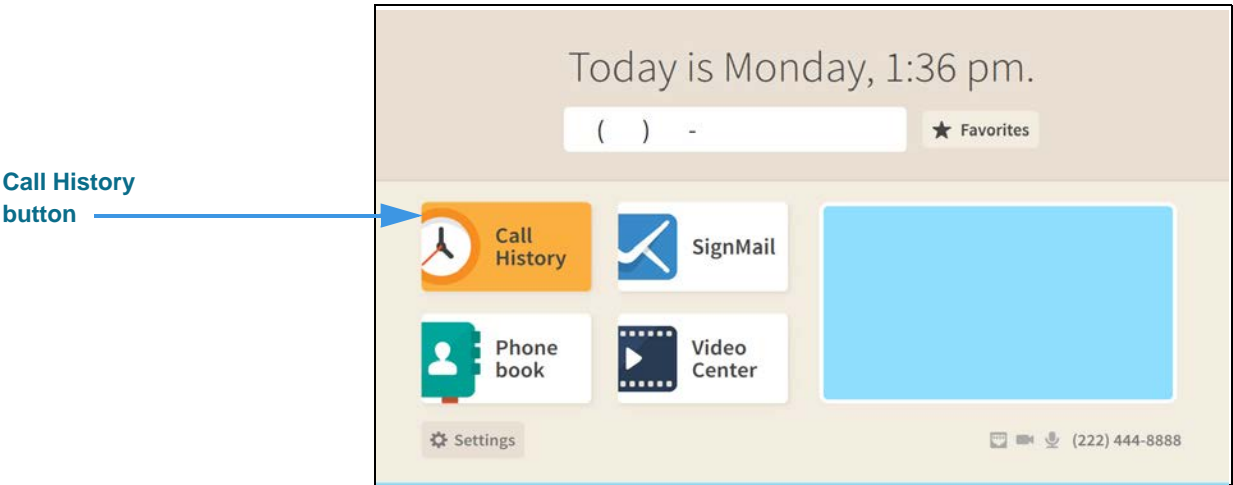 Today is Monday, 1:36 pm.
( ) -
Favorites
Call History
button
Call
History
SignMail
Phone
book
Video
Center
Settings
(222) 444-8888